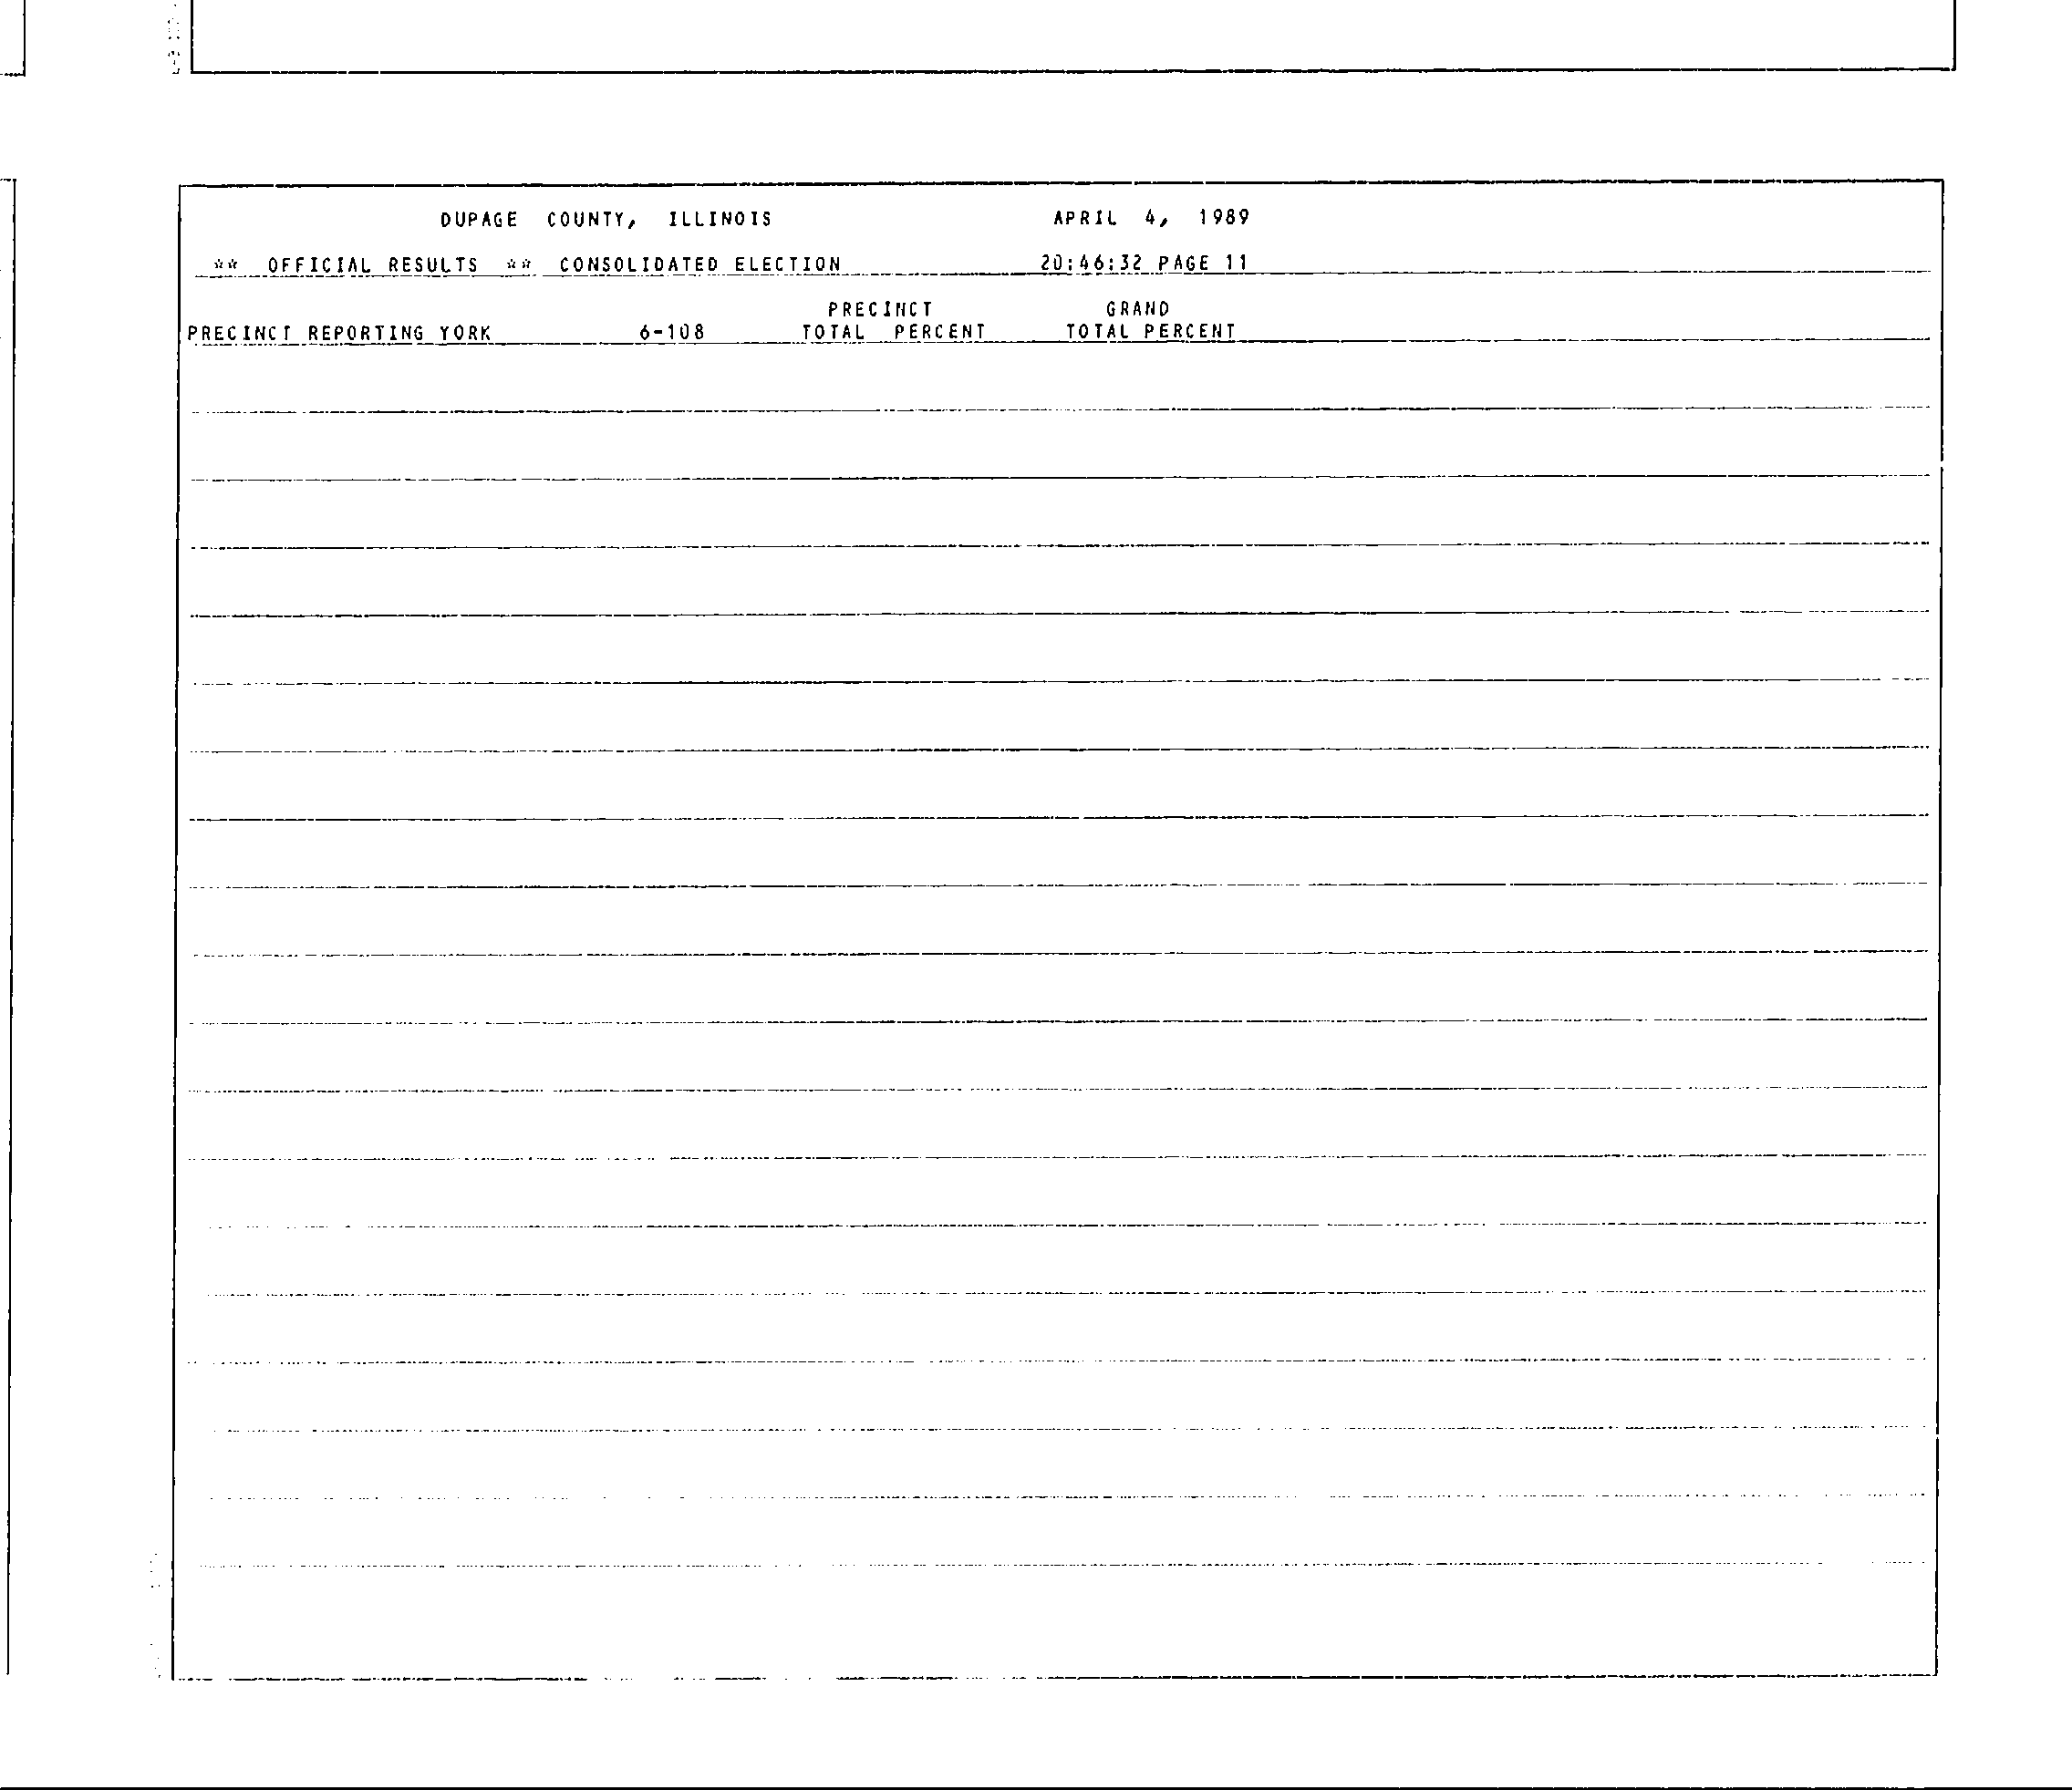 DUPAGE COUNTY, ILLINOIS APRIL 4, 1989
** OFFICIAL RESULTS ** CONSOLIDATED ELECTION 20:46:32 PAGE 11
PRECINCT GRAND
PRECINCT REPORTING YORK 6-108 TOTAL PERCENT TOTAL PERCENT